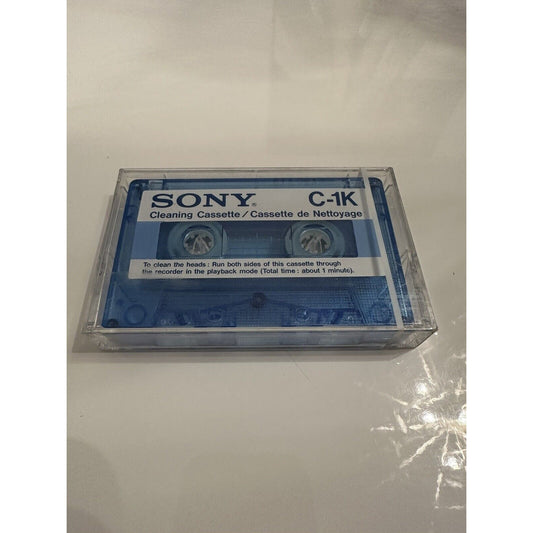 SONY® C-1K
Cleaning Cassette/Cassette de Nettoyage
To clean the heads : Run both sides of this cassette through
the recorder in the playback mode (Total time : about 1 minute).